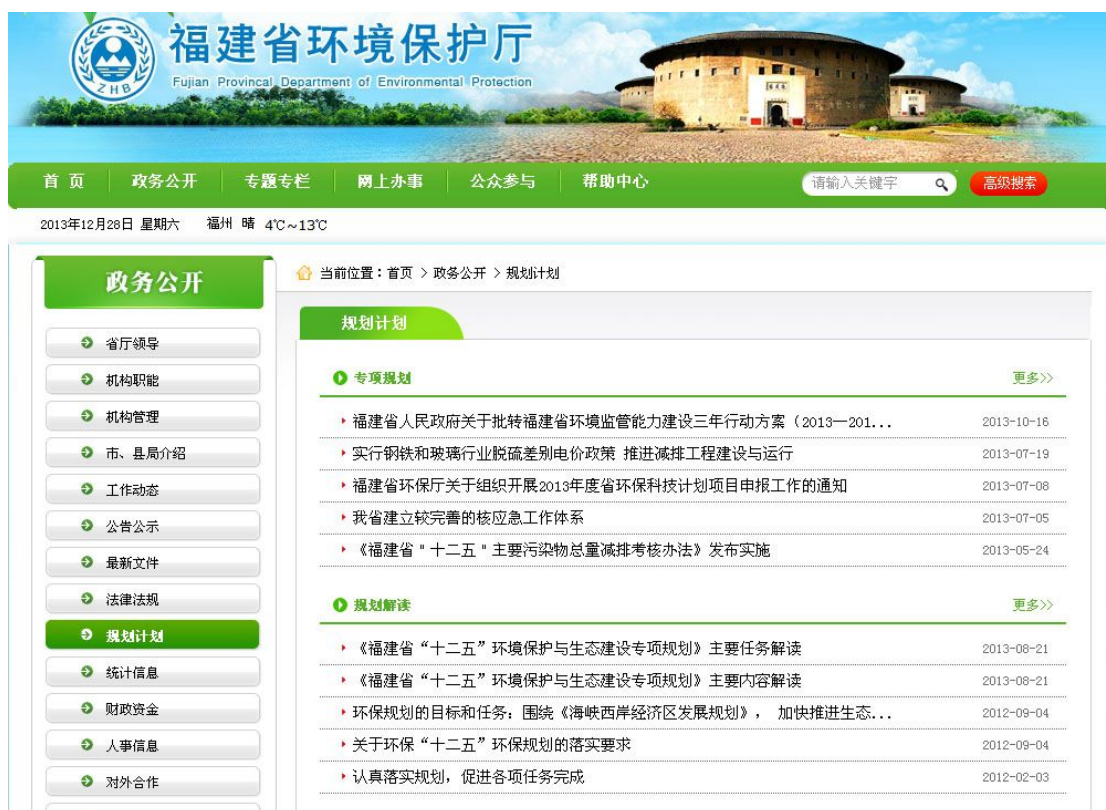 福建省环境保护厅
Fujian Provincal Department of Environmental Protection
ZHB
首 页 政务公开 专题专栏 网上办事 公众参与 帮助中心 请输入关键字 高级搜索
2013年12月28日 星期六 福州 晴 4℃~13℃
政务公开
省厅领导
机构职能
机构管理
市、县局介绍
工作动态
公告公示
最新文件
法律法规
规划计划
统计信息
财政资金
人事信息
对外合作
当前位置：首页 > 政务公开 > 规划计划
规划计划
专项规划 更多>>
福建省人民政府关于批转福建省环境监管能力建设三年行动方案（2013—201... 2013-10-16
实行钢铁和玻璃行业脱硫差别电价政策 推进减排工程建设与运行 2013-07-19
福建省环保厅关于组织开展2013年度省环保科技计划项目申报工作的通知 2013-07-08
我省建立较完善的核应急工作体系 2013-07-05
《福建省"十二五"主要污染物总量减排考核办法》发布实施 2013-05-24
规划解读 更多>>
《福建省“十二五”环境保护与生态建设专项规划》主要任务解读 2013-08-21
《福建省“十二五”环境保护与生态建设专项规划》主要内容解读 2013-08-21
环保规划的目标和任务：围绕《海峡西岸经济区发展规划》， 加快推进生态... 2012-09-04
关于环保“十二五”环保规划的落实要求 2012-09-04
认真落实规划，促进各项任务完成 2012-02-03